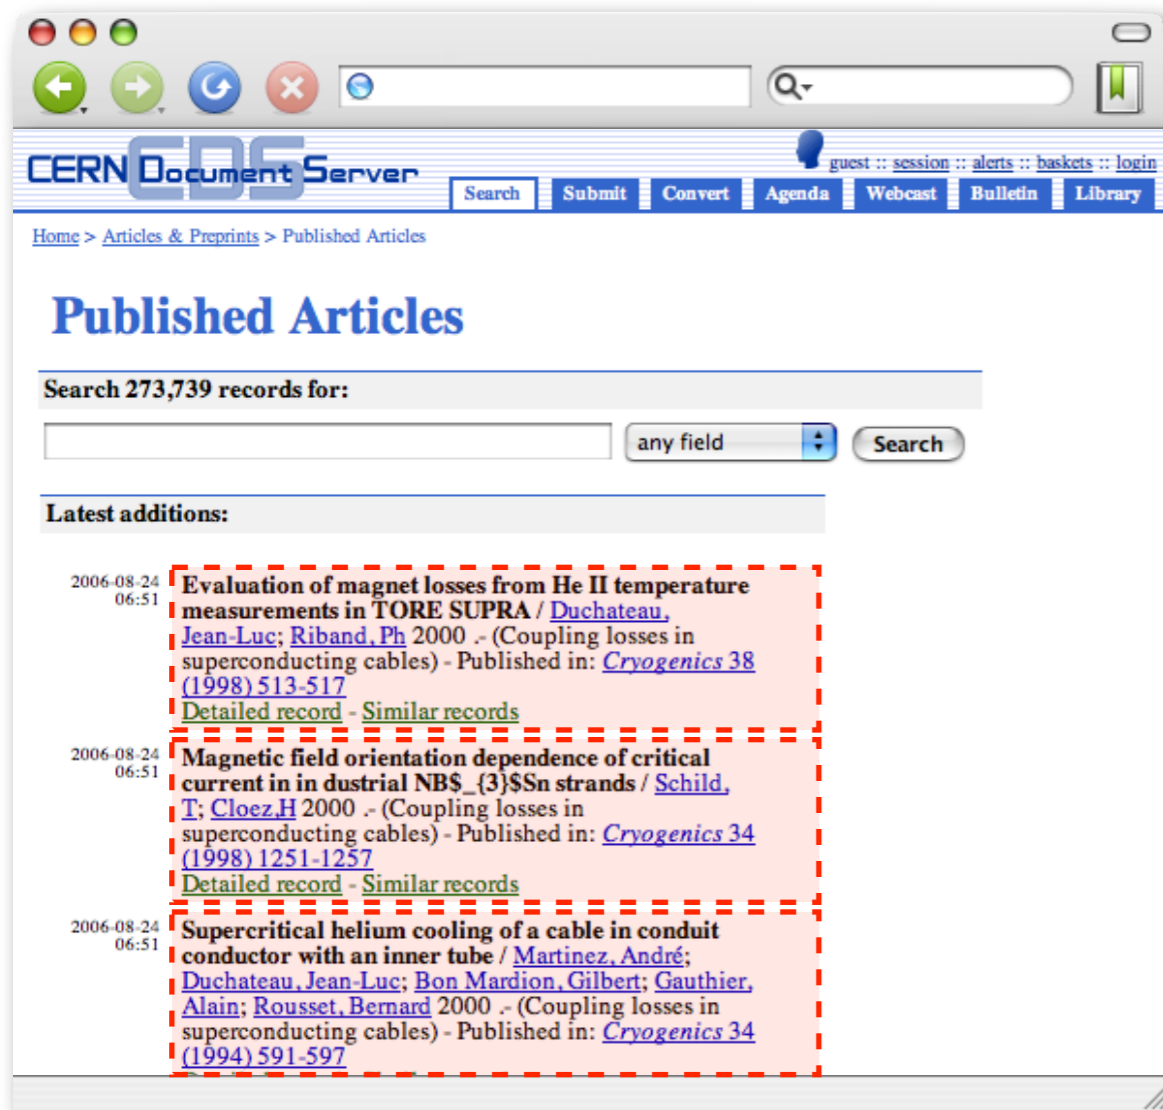 CERN Document Server
CDS
guest :: session :: alerts :: baskets :: login
Search Submit Convert Agenda Webcast Bulletin Library
Home > Articles & Preprints > Published Articles
Published Articles
Search 273,739 records for:
any field Search
Latest additions:
2006-08-24
06:51
Evaluation of magnet losses from He II temperature
measurements in TORE SUPRA / Duchateau,
Jean-Luc; Riband, Ph 2000 .- (Coupling losses in
superconducting cables) - Published in: Cryogenics 38
(1998) 513-517
Detailed record - Similar records
2006-08-24
06:51
Magnetic field orientation dependence of critical
current in in dustrial NB$_{3}$Sn strands / Schild,
T; Cloez,H 2000 .- (Coupling losses in
superconducting cables) - Published in: Cryogenics 34
(1998) 1251-1257
Detailed record - Similar records
2006-08-24
06:51
Supercritical helium cooling of a cable in conduit
conductor with an inner tube / Martinez, André;
Duchateau, Jean-Luc; Bon Mardion, Gilbert; Gauthier,
Alain; Rousset, Bernard 2000 .- (Coupling losses in
superconducting cables) - Published in: Cryogenics 34
(1994) 591-597